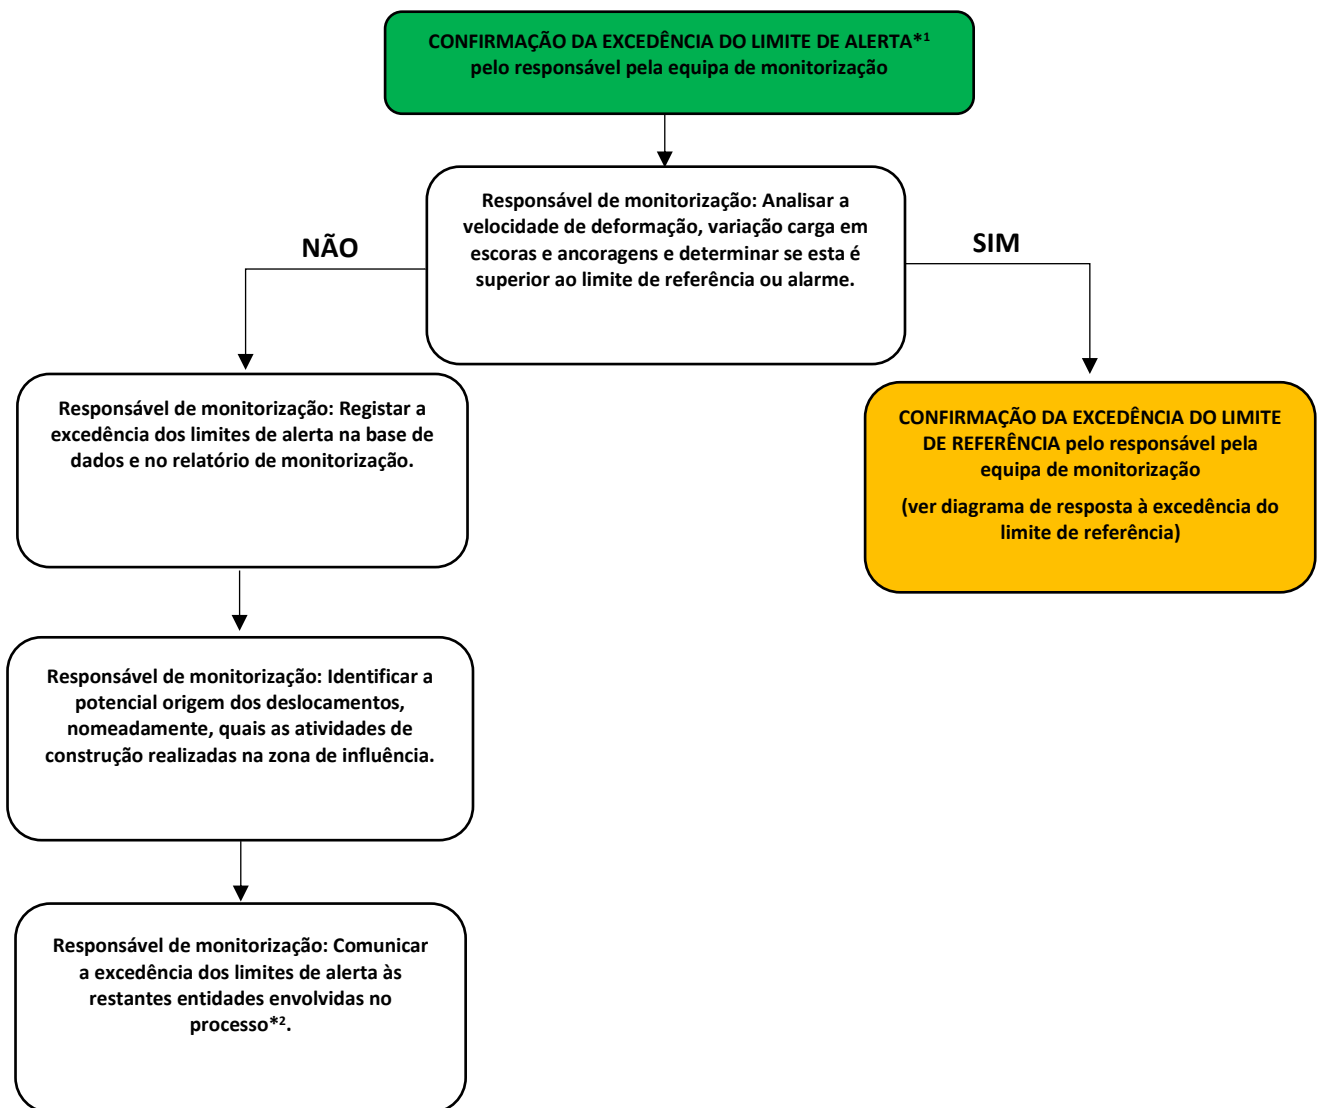 CONFIRMAÇÃO DA EXCEDÊNCIA DO LIMITE DE ALERTA*1
pelo responsável pela equipa de monitorização
Responsável de monitorização: Analisar a
velocidade de deformação, variação carga em
escoras e ancoragens e determinar se esta é
superior ao limite de referência ou alarme.
NÃO
SIM
Responsável de monitorização: Registar a
excedência dos limites de alerta na base de
dados e no relatório de monitorização.
CONFIRMAÇÃO DA EXCEDÊNCIA DO LIMITE
DE REFERÊNCIA pelo responsável pela
equipa de monitorização
(ver diagrama de resposta à excedência do
limite de referência)
Responsável de monitorização: Identificar a
potencial origem dos deslocamentos,
nomeadamente, quais as atividades de
construção realizadas na zona de influência.
Responsável de monitorização: Comunicar
a excedência dos limites de alerta às
restantes entidades envolvidas no
processo*2.